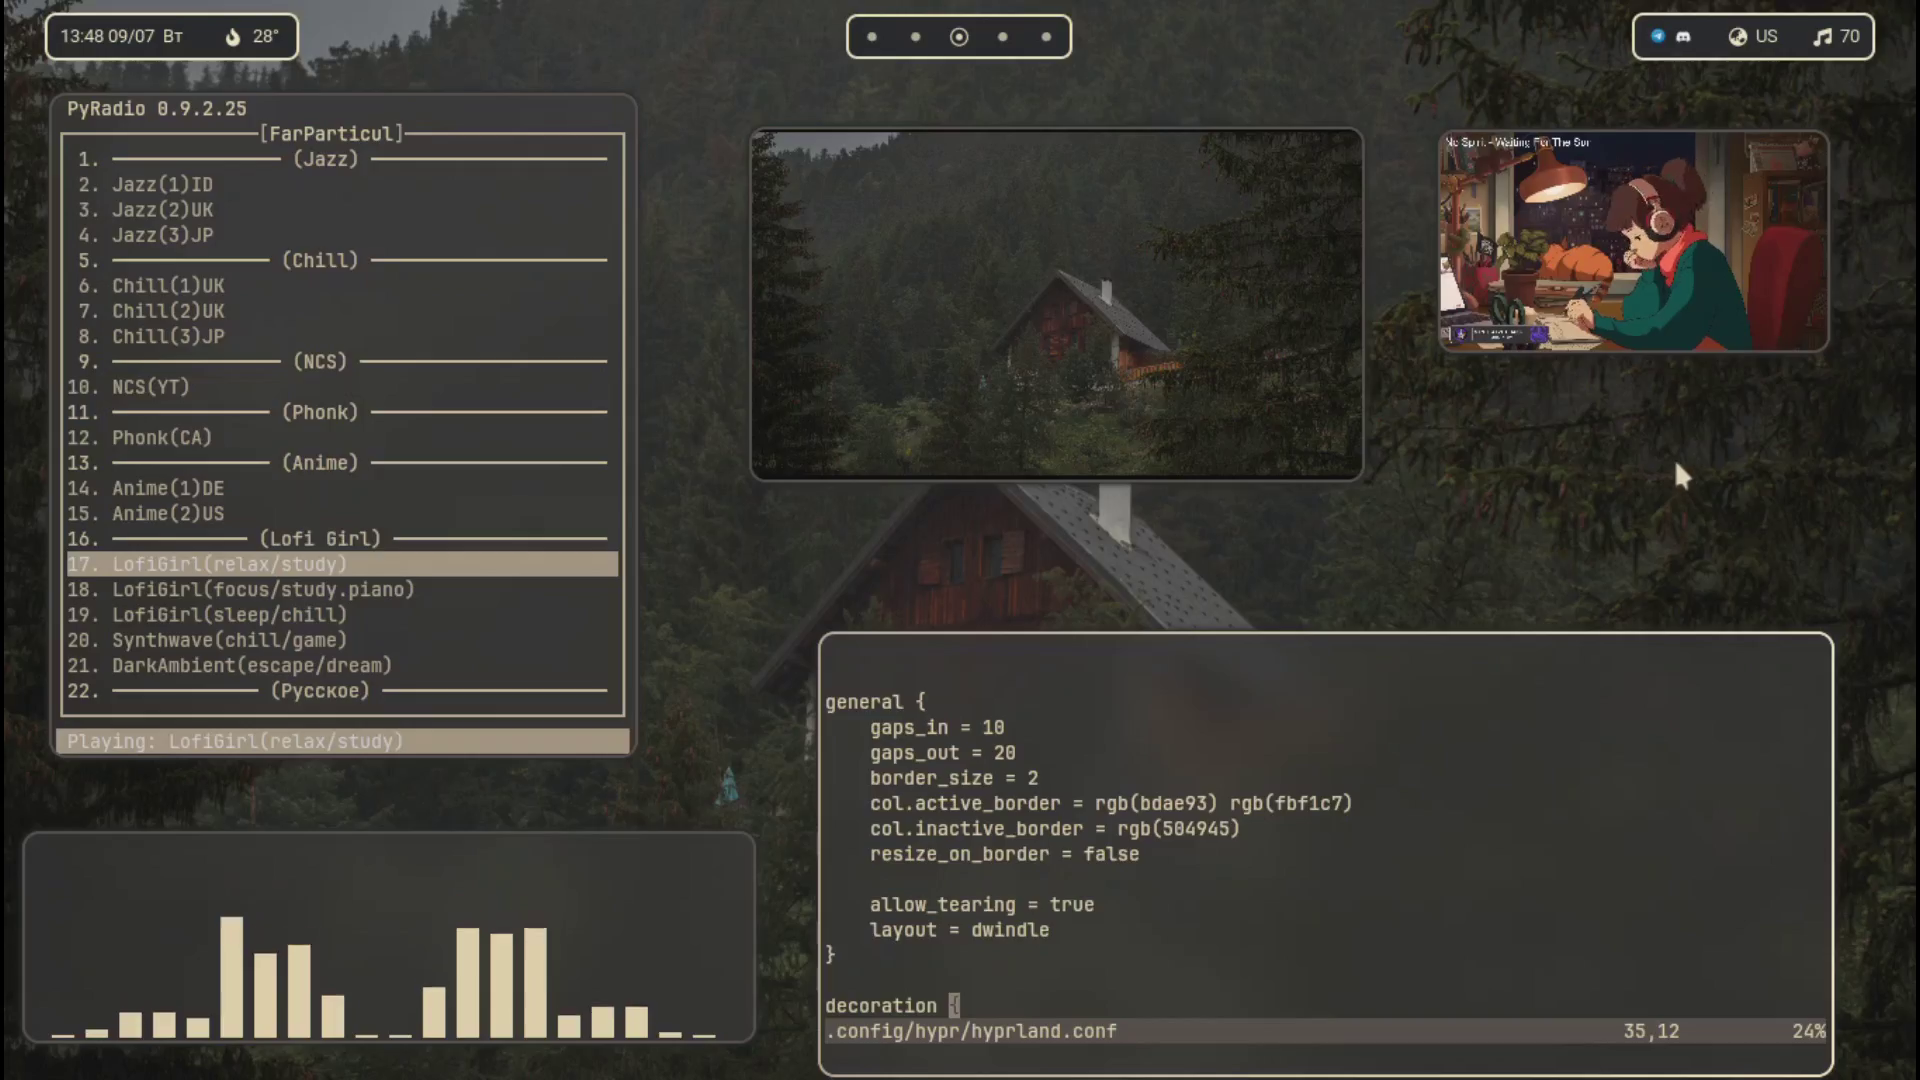 13:48 09/07 Вт 28°
US 70
PyRadio 0.9.2.25
[FarParticul]
1. (Jazz)
2. Jazz(1)ID
3. Jazz(2)UK
4. Jazz(3)JP
5. (Chill)
6. Chill(1)UK
7. Chill(2)UK
8. Chill(3)JP
9. (NCS)
10. NCS(YT)
11. (Phonk)
12. Phonk(CA)
13. (Anime)
14. Anime(1)DE
15. Anime(2)US
16. (Lofi Girl)
17. LofiGirl(relax/study)
18. LofiGirl(focus/study.piano)
19. LofiGirl(sleep/chill)
20. Synthwave(chill/game)
21. DarkAmbient(escape/dream)
22. (Русское)
Playing: LofiGirl(relax/study)
No Spirit - Waiting For The Sun
general {
gaps_in = 10
gaps_out = 20
border_size = 2
col.active_border = rgb(bdae93) rgb(fbf1c7)
col.inactive_border = rgb(504945)
resize_on_border = false
allow_tearing = true
layout = dwindle
}
decoration {
.config/hypr/hyprland.conf 35,12 24%